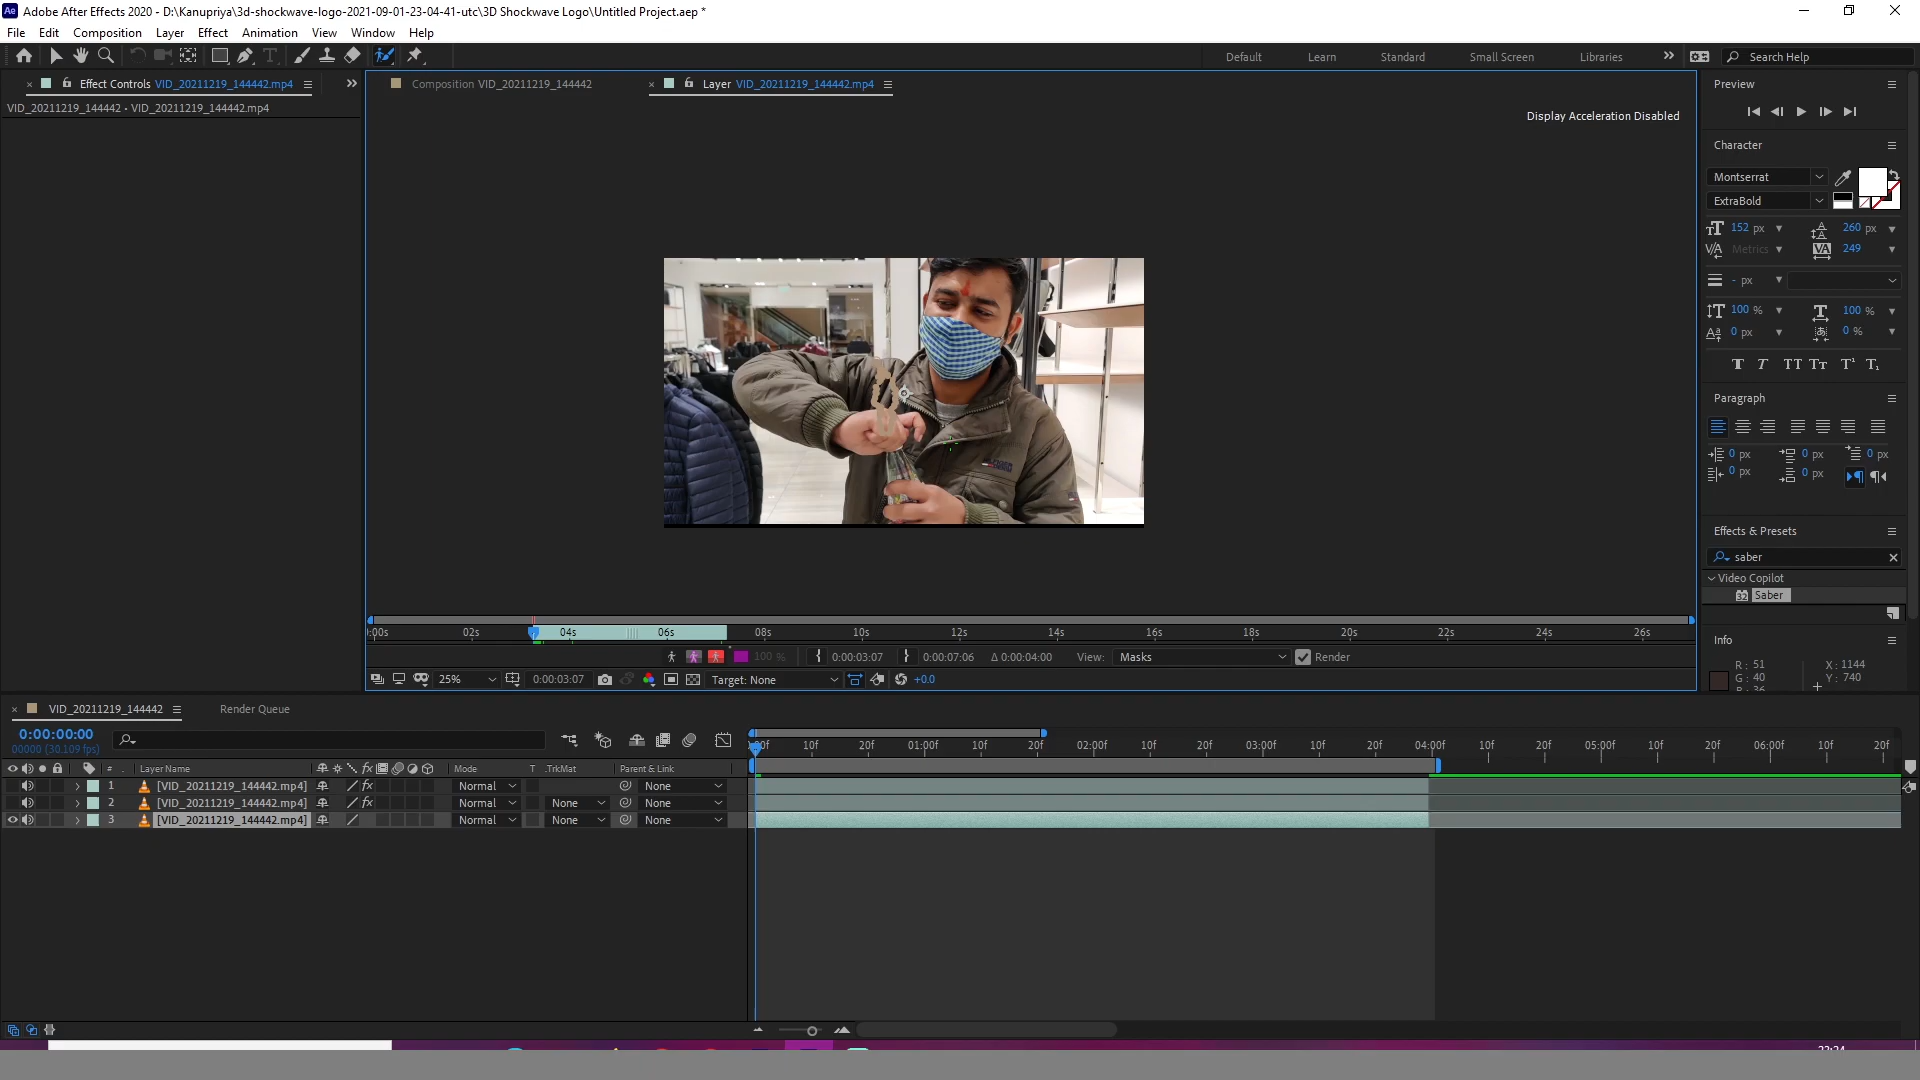 Ae Adobe After Effects 2020 - D:\Kanupriya\3d-shockwave-logo-2021-09-01-23-04-41-utc\3D Shockwave Logo\Untitled Project.aep *
File Edit Composition Layer Effect Animation View Window Help
Default Learn Standard Small Screen Libraries Search Help
Effect Controls VID_20211219_144442.mp4
VID_20211219_144442 • VID_20211219_144442.mp4
Composition VID_20211219_144442
Layer VID_20211219_144442.mp4
Display Acceleration Disabled
:00s 02s 04s 06s 08s 10s 12s 14s 16s 18s 20s 22s 24s 26s
100 % 0:00:03:07 0:00:07:06 Δ 0:00:04:00 View: Masks Render
25% 0:00:03:07 Target: None +0.0
Preview
Character
Montserrat
ExtraBold
152 px 260 px
Metrics 249
- px
100 % 100 %
0 px 0 %
Paragraph
0 px 0 px 0 px
0 px 0 px
Effects & Presets
saber
Video Copilot
32 Saber
Info
R: 51 X: 1144
G: 40 Y: 740
B: 36
VID_20211219_144442 Render Queue
0:00:00:00
00000 (30.109 fps)
:00f 10f 20f 01:00f 10f 20f 02:00f 10f 20f 03:00f 10f 20f 04:00f 10f 20f 05:00f 10f 20f 06:00f 10f 20f
# Layer Name fx Mode T .TrkMat Parent & Link
1 [VID_20211219_144442.mp4] fx Normal None
2 [VID_20211219_144442.mp4] fx Normal None None
3 [VID_20211219_144442.mp4] Normal None None